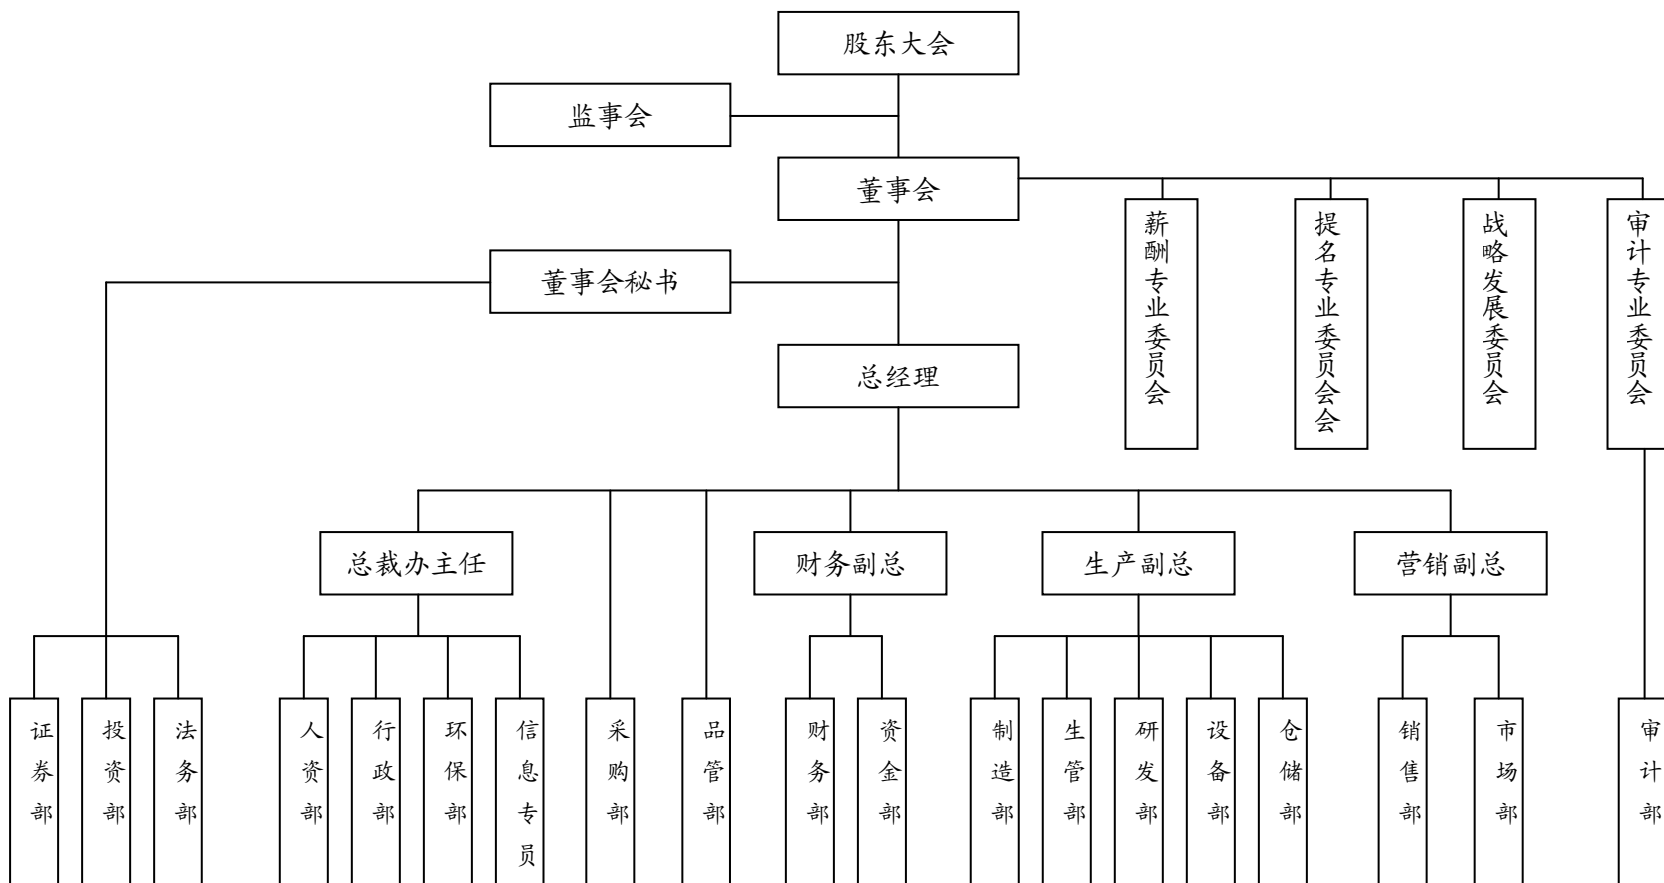 股东大会
监事会
董事会
薪酬专业委员会
提名专业委员会会
战略发展委员会
审计专业委员会
董事会秘书
总经理
总裁办主任
财务副总
生产副总
营销副总
证券部
投资部
法务部
人资部
行政部
环保部
信息专员
采购部
品管部
财务部
资金部
制造部
生管部
研发部
设备部
仓储部
销售部
市场部
审计部